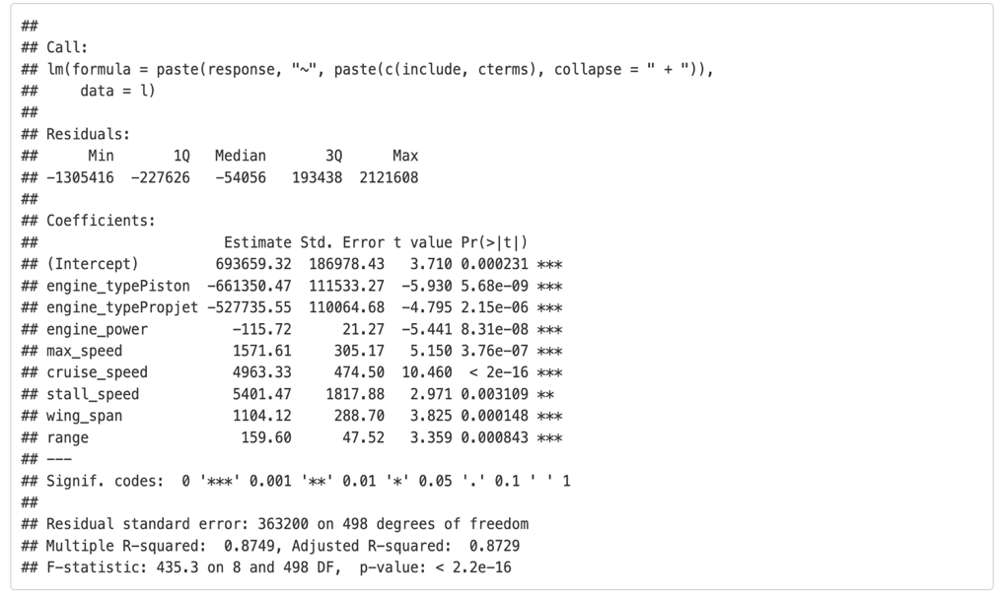 ##
## Call:
## lm(formula = paste(response, "~", paste(c(include, cterms), collapse = " + ")),
##     data = l)
##
## Residuals:
##      Min       1Q   Median       3Q      Max
## -1305416  -227626   -54056   193438  2121608
##
## Coefficients:
##                     Estimate Std. Error t value Pr(>|t|)
## (Intercept)        693659.32  186978.43   3.710 0.000231 ***
## engine_typePiston -661350.47  111533.27  -5.930 5.68e-09 ***
## engine_typePropjet -527735.55  110064.68  -4.795 2.15e-06 ***
## engine_power         -115.72      21.27  -5.441 8.31e-08 ***
## max_speed            1571.61     305.17   5.150 3.76e-07 ***
## cruise_speed         4963.33     474.50  10.460  < 2e-16 ***
## stall_speed          5401.47    1817.88   2.971 0.003109 **
## wing_span            1104.12     288.70   3.825 0.000148 ***
## range                 159.60      47.52   3.359 0.000843 ***
## ---
## Signif. codes:  0 '***' 0.001 '**' 0.01 '*' 0.05 '.' 0.1 ' ' 1
##
## Residual standard error: 363200 on 498 degrees of freedom
## Multiple R-squared:  0.8749, Adjusted R-squared:  0.8729
## F-statistic: 435.3 on 8 and 498 DF,  p-value: < 2.2e-16